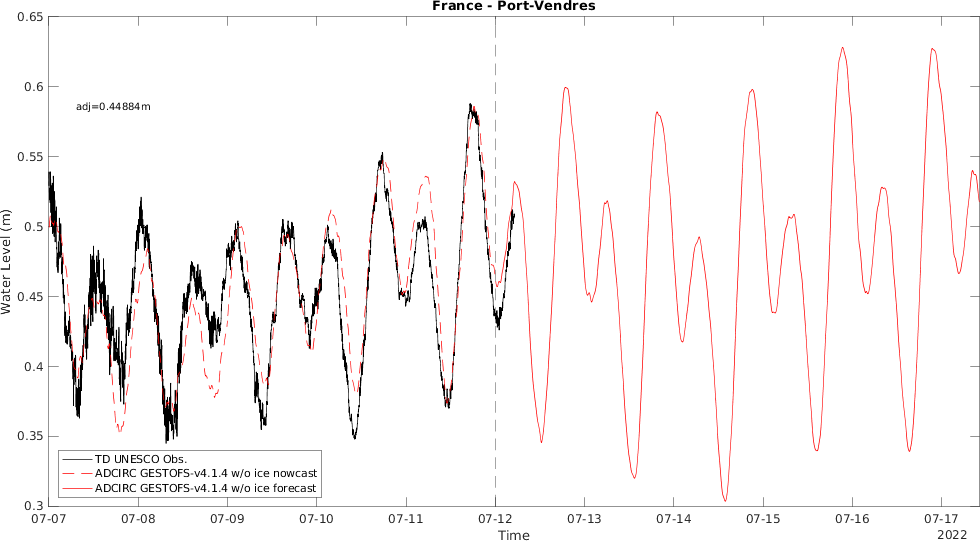 France - Port-Vendres
0.65
0.6
0.55
0.5
0.45
0.4
0.35
0.3
Water Level (m)
adj=0.44884m
TD UNESCO Obs.
ADCIRC GESTOFS-v4.1.4 w/o ice nowcast
ADCIRC GESTOFS-v4.1.4 w/o ice forecast
07-07 07-08 07-09 07-10 07-11 07-12 07-13 07-14 07-15 07-16 07-17
Time
2022